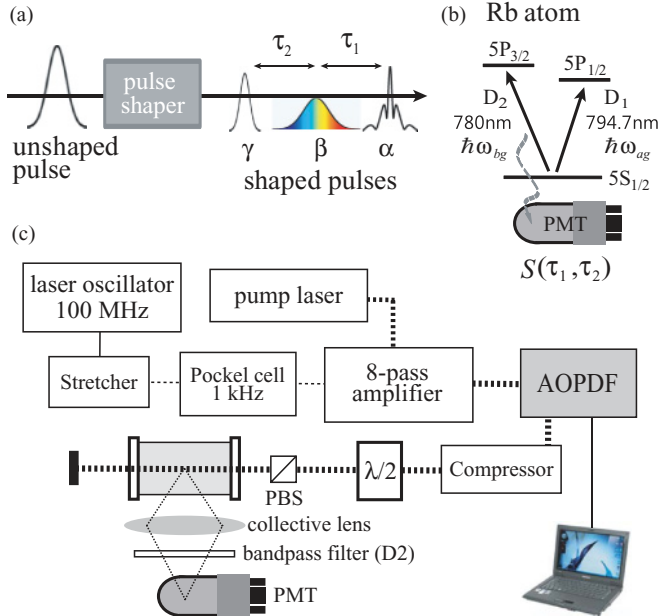 (a)
τ2
τ1
pulse
shaper
unshaped
pulse
γ
β
α
shaped pulses
(b)
Rb atom
5P3/2
5P1/2
D2
D1
780nm
794.7nm
ħωbg
ħωag
5S1/2
PMT
S(τ1,τ2)
(c)
laser oscillator
100 MHz
pump laser
Stretcher
Pockel cell
1 kHz
8-pass
amplifier
AOPDF
PBS
λ/2
Compressor
collective lens
bandpass filter (D2)
PMT